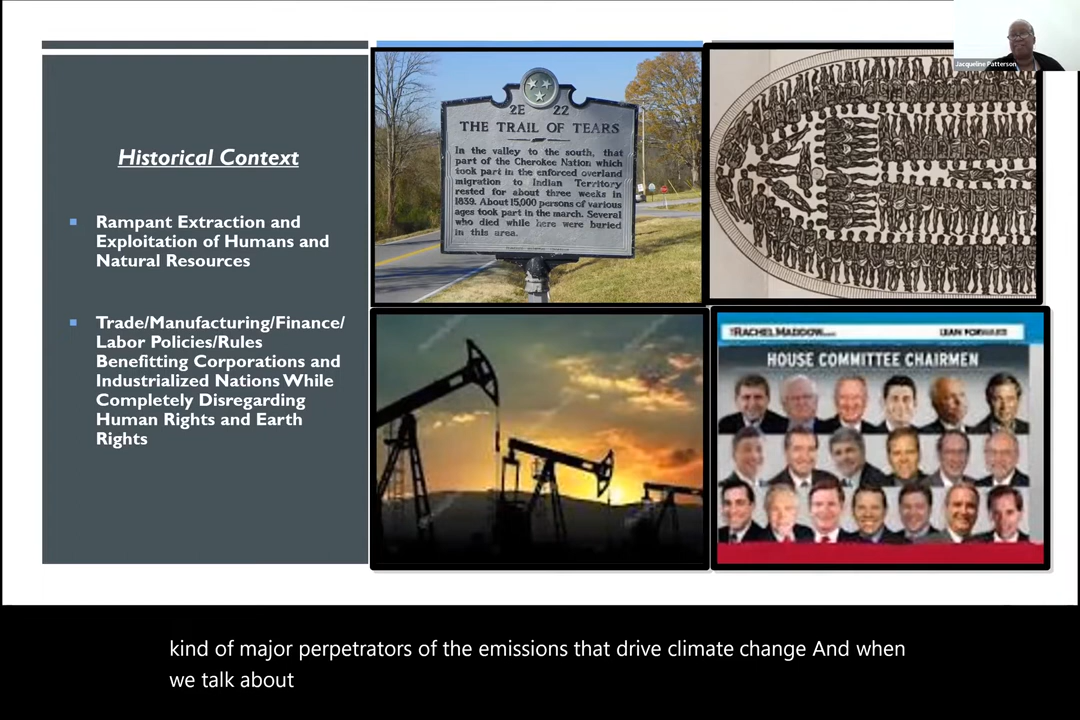 Jacqueline Patterson
Historical Context
Rampant Extraction and
Exploitation of Humans and
Natural Resources
Trade/Manufacturing/Finance/
Labor Policies/Rules
Benefitting Corporations and
Industrialized Nations While
Completely Disregarding
Human Rights and Earth
Rights
2E 22
THE TRAIL OF TEARS
In the valley to the south, that
part of the Cherokee Nation which
took part in the enforced overland
migration to Indian Territory
rested for about three weeks in
1839. About 15,000 persons of various
ages took part in the march. Several
who died while here were buried
in this area.
RACHEL MADDOW
LEAN FORWARD
HOUSE COMMITTEE CHAIRMEN
kind of major perpetrators of the emissions that drive climate change And when
we talk about